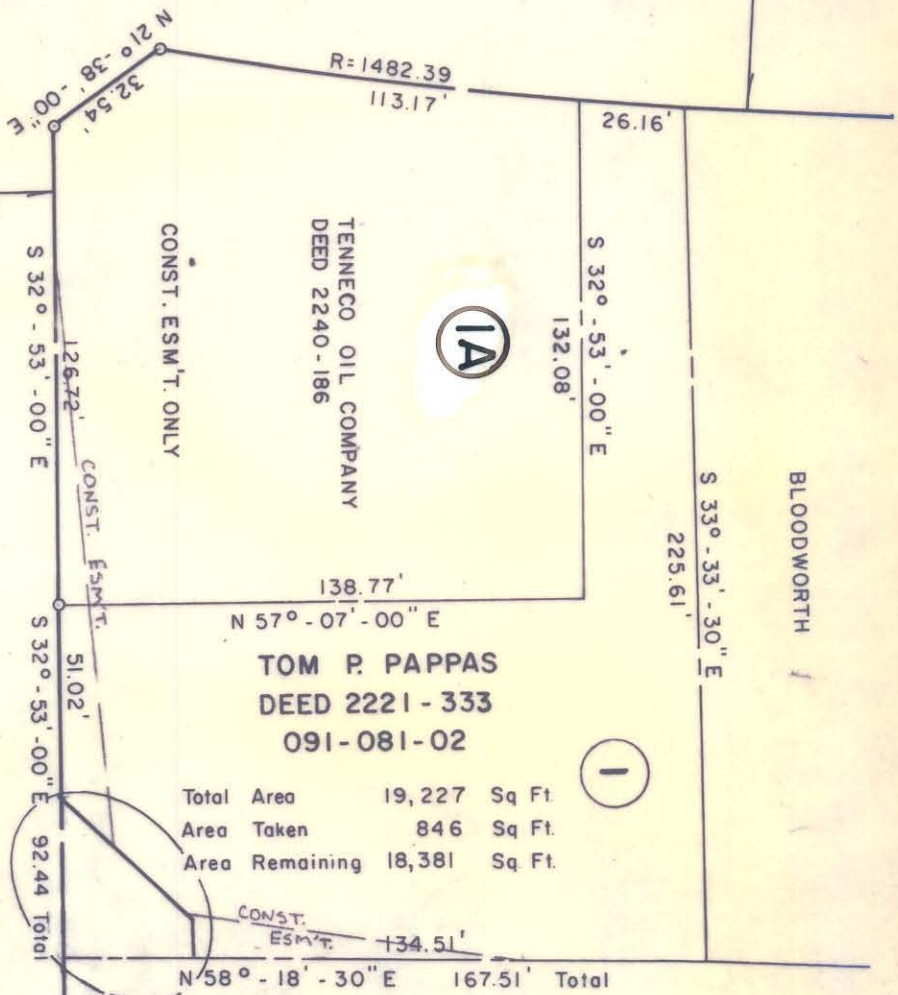 N 21° - 38' - 00" E
32.54'
R = 1482.39
113.17'
26.16'
S 32° - 53' - 00" E
126.72'
CONST. ESM'T.
CONST. ESM'T. ONLY
TENNECO OIL COMPANY
DEED 2240-186
1A
S 32° - 53' - 00" E
132.08'
S 33° - 33' - 30" E
225.61'
BLOODWORTH
138.77'
N 57° - 07' - 00" E
TOM P. PAPPAS
DEED 2221 - 333
091-081-02
1
Total Area 19,227 Sq Ft.
Area Taken 846 Sq Ft.
Area Remaining 18,381 Sq. Ft.
51.02'
S 32° - 53' - 00" E
92.44 Total
CONST.
ESM'T.
134.51'
N 58° - 18' - 30" E 167.51' Total